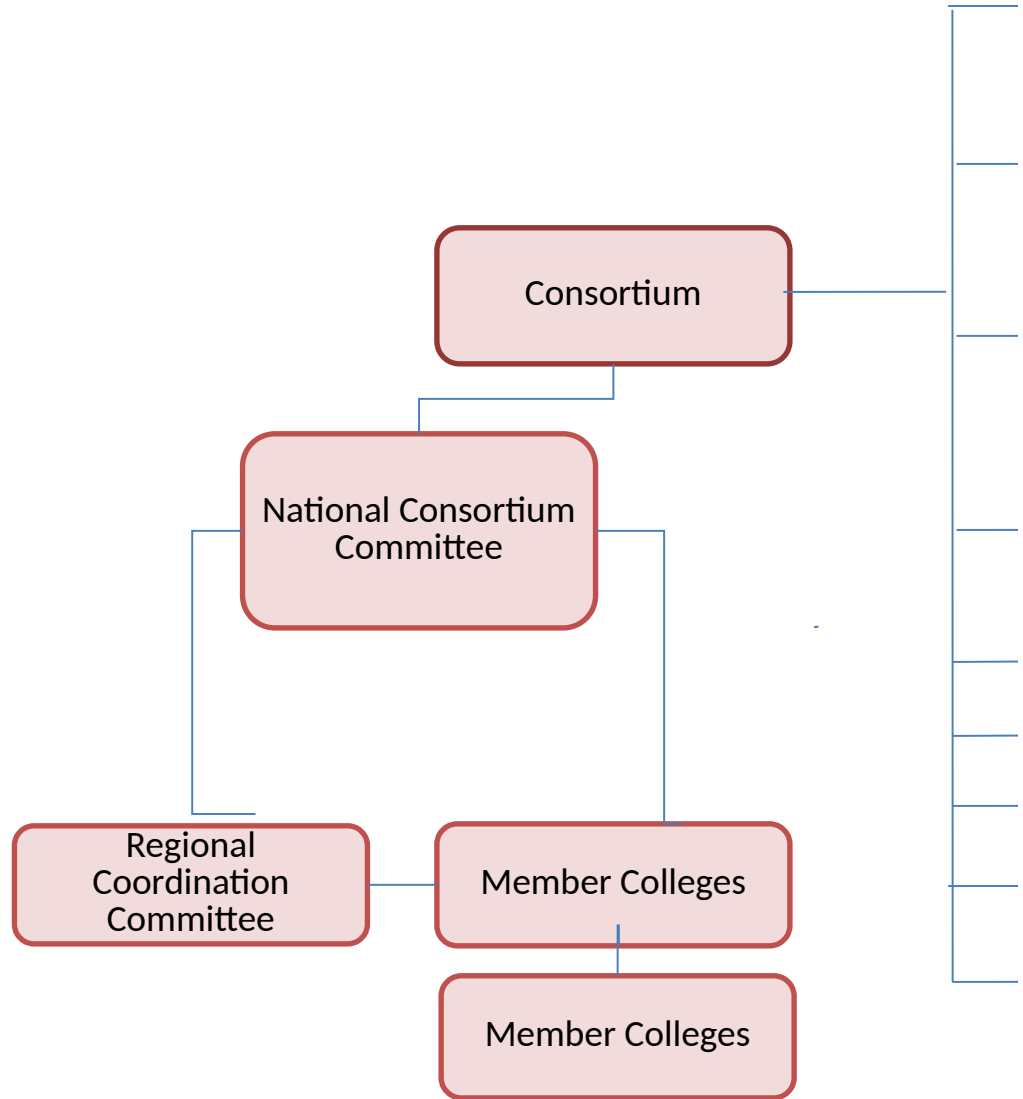 Consortium
National Consortium
Committee
Regional
Coordination
Committee
Member Colleges
Member Colleges